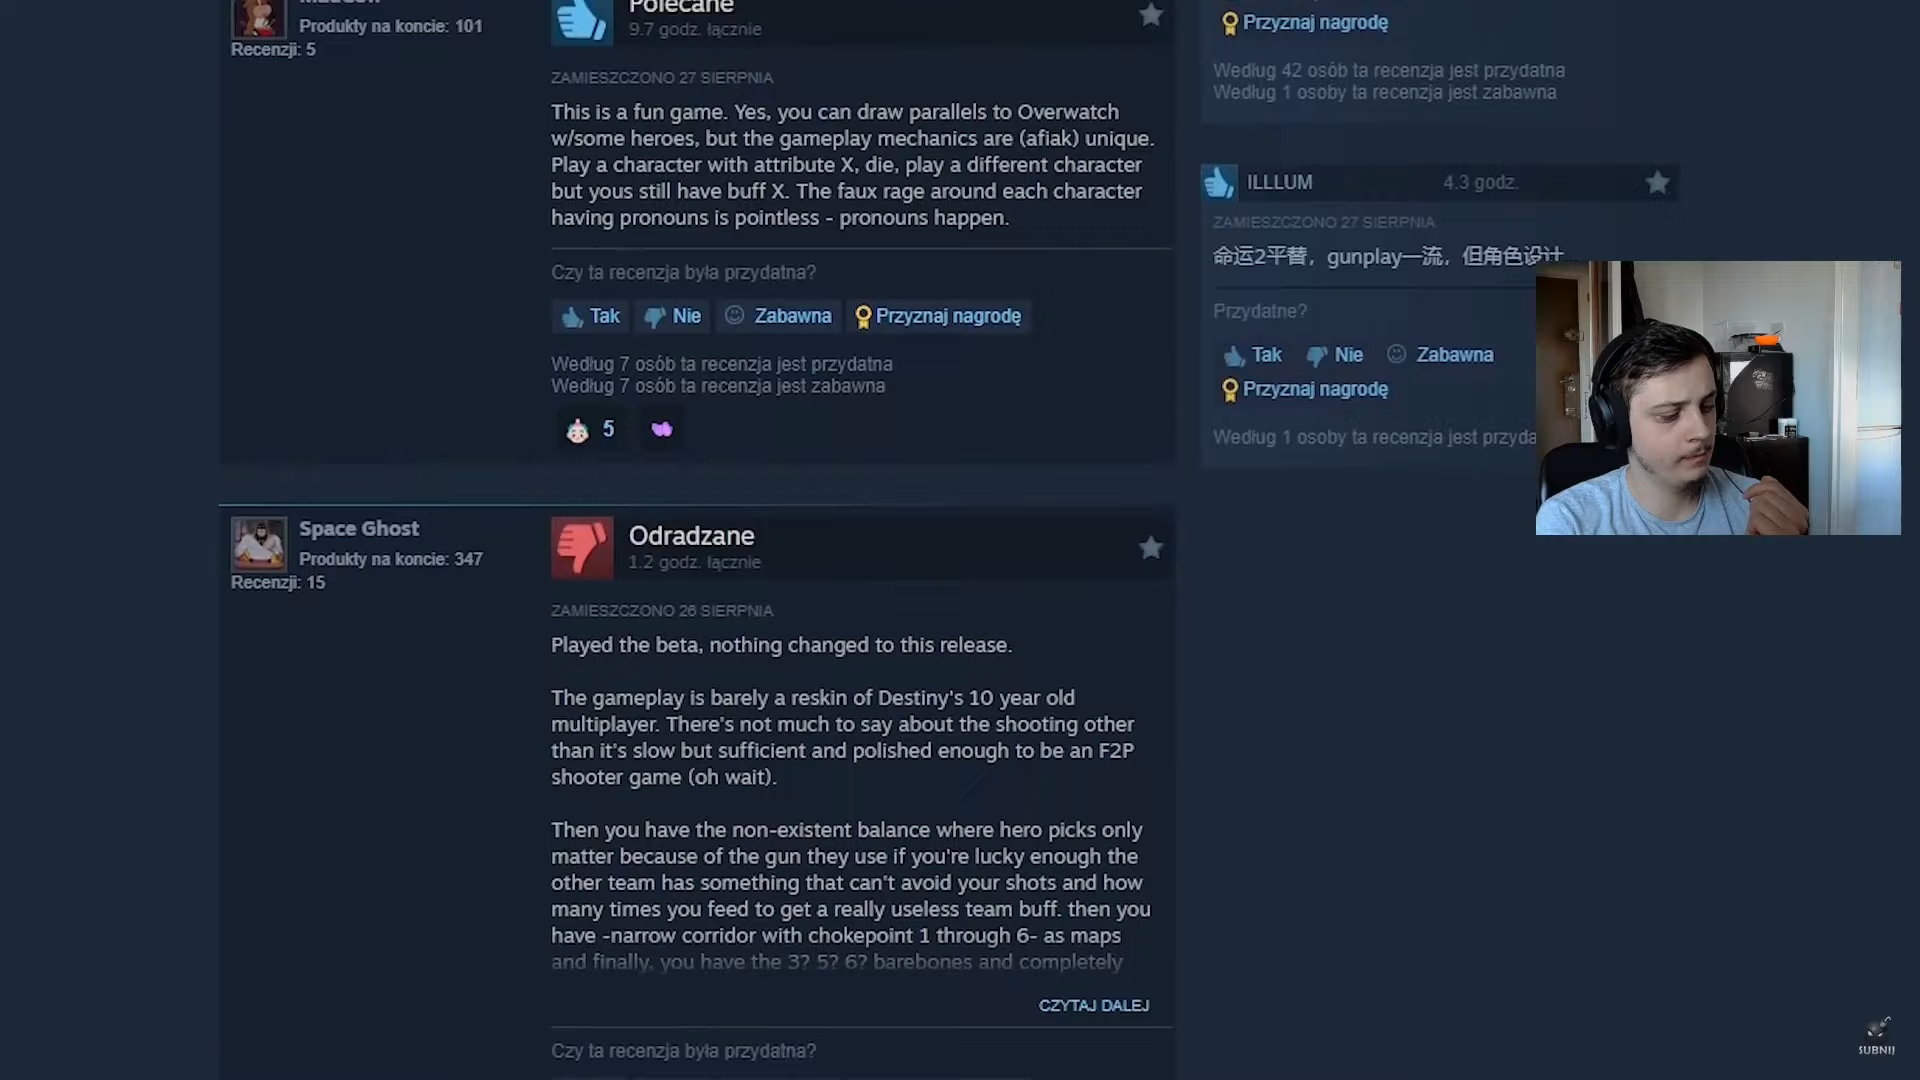 Produkty na koncie: 101
Recenzji: 5
Polecane
9.7 godz. łącznie
ZAMIESZCZONO 27 SIERPNIA
This is a fun game. Yes, you can draw parallels to Overwatch
w/some heroes, but the gameplay mechanics are (afiak) unique.
Play a character with attribute X, die, play a different character
but yous still have buff X. The faux rage around each character
having pronouns is pointless - pronouns happen.
Czy ta recenzja była przydatna?
Tak Nie Zabawna Przyznaj nagrodę
Według 7 osób ta recenzja jest przydatna
Według 7 osób ta recenzja jest zabawna
5
Space Ghost
Produkty na koncie: 347
Recenzji: 15
Odradzane
1.2 godz. łącznie
ZAMIESZCZONO 26 SIERPNIA
Played the beta, nothing changed to this release.
The gameplay is barely a reskin of Destiny's 10 year old
multiplayer. There's not much to say about the shooting other
than it's slow but sufficient and polished enough to be an F2P
shooter game (oh wait).
Then you have the non-existent balance where hero picks only
matter because of the gun they use if you're lucky enough the
other team has something that can't avoid your shots and how
many times you feed to get a really useless team buff. then you
have -narrow corridor with chokepoint 1 through 6- as maps
and finally, you have the 3? 5? 6? barebones and completely
CZYTAJ DALEJ
Czy ta recenzja była przydatna?
Przyznaj nagrodę
Według 42 osób ta recenzja jest przydatna
Według 1 osoby ta recenzja jest zabawna
ILLLUM 4.3 godz.
ZAMIESZCZONO 27 SIERPNIA
命运2平替，gunplay一流，但角色设计...
Przydatne?
Tak Nie Zabawna
Przyznaj nagrodę
Według 1 osoby ta recenzja jest przyda
SUBNIJ